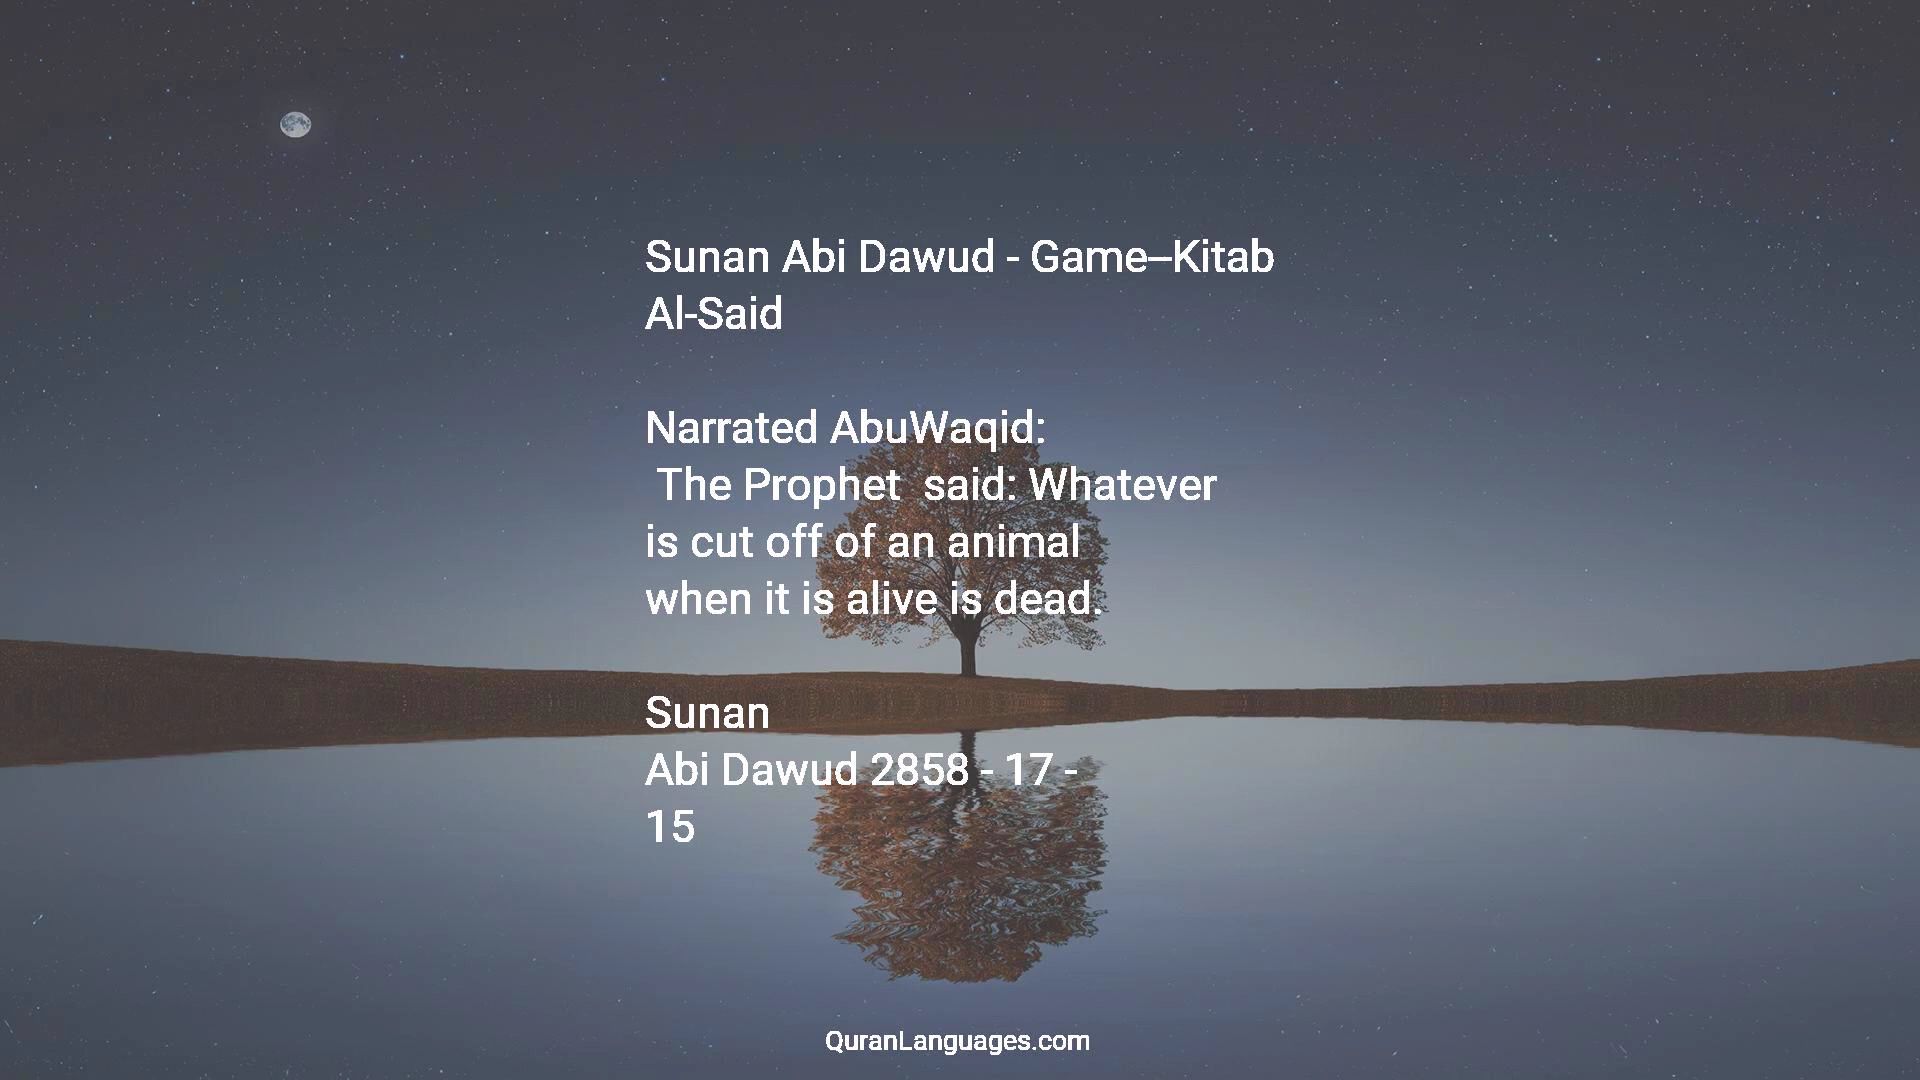 Sunan Abi Dawud - Game–Kitab
Al-Said
Narrated AbuWaqid:
The Prophet  said: Whatever
is cut off of an animal
when it is alive is dead.
Sunan
Abi Dawud 2858 - 17 -
15
QuranLanguages.com